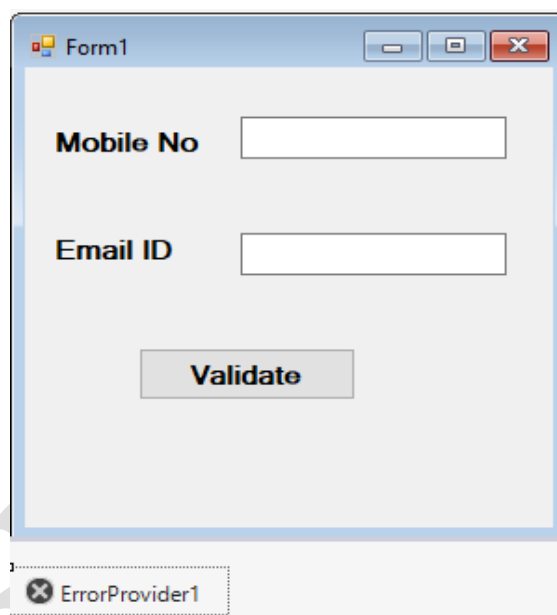 Form1
Mobile No
Email ID
Validate
ErrorProvider1